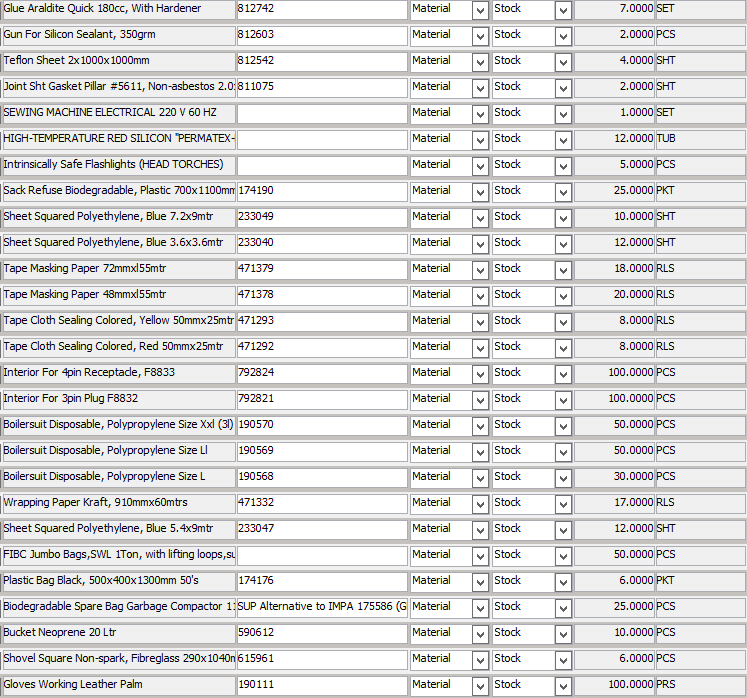 Glue Araldite Quick 180cc, With Hardener 812742 Material Stock 7.0000 SET
Gun For Silicon Sealant, 350grm 812603 Material Stock 2.0000 PCS
Teflon Sheet 2x1000x1000mm 812542 Material Stock 4.0000 SHT
Joint Sht Gasket Pillar #5611, Non-asbestos 2.0 811075 Material Stock 2.0000 SHT
SEWING MACHINE ELECTRICAL 220 V 60 HZ Material Stock 1.0000 SET
HIGH-TEMPERATURE RED SILICON "PERMATEX- Material Stock 12.0000 TUB
Intrinsically Safe Flashlights (HEAD TORCHES) Material Stock 5.0000 PCS
Sack Refuse Biodegradable, Plastic 700x1100mm 174190 Material Stock 25.0000 PKT
Sheet Squared Polyethylene, Blue 7.2x9mtr 233049 Material Stock 10.0000 SHT
Sheet Squared Polyethylene, Blue 3.6x3.6mtr 233040 Material Stock 12.0000 SHT
Tape Masking Paper 72mmxl55mtr 471379 Material Stock 18.0000 RLS
Tape Masking Paper 48mmxl55mtr 471378 Material Stock 20.0000 RLS
Tape Cloth Sealing Colored, Yellow 50mmx25mtr 471293 Material Stock 8.0000 RLS
Tape Cloth Sealing Colored, Red 50mmx25mtr 471292 Material Stock 8.0000 RLS
Interior For 4pin Receptacle, F8833 792824 Material Stock 100.0000 PCS
Interior For 3pin Plug F8832 792821 Material Stock 100.0000 PCS
Boilersuit Disposable, Polypropylene Size Xxl (3l) 190570 Material Stock 50.0000 PCS
Boilersuit Disposable, Polypropylene Size Ll 190569 Material Stock 50.0000 PCS
Boilersuit Disposable, Polypropylene Size L 190568 Material Stock 30.0000 PCS
Wrapping Paper Kraft, 910mmx60mtrs 471332 Material Stock 17.0000 RLS
Sheet Squared Polyethylene, Blue 5.4x9mtr 233047 Material Stock 12.0000 SHT
FIBC Jumbo Bags,SWL 1Ton, with lifting loops,su Material Stock 50.0000 PCS
Plastic Bag Black, 500x400x1300mm 50's 174176 Material Stock 6.0000 PKT
Biodegradable Spare Bag Garbage Compactor 11 SUP Alternative to IMPA 175586 (G Material Stock 25.0000 PCS
Bucket Neoprene 20 Ltr 590612 Material Stock 10.0000 PCS
Shovel Square Non-spark, Fibreglass 290x1040m 615961 Material Stock 6.0000 PCS
Gloves Working Leather Palm 190111 Material Stock 100.0000 PRS